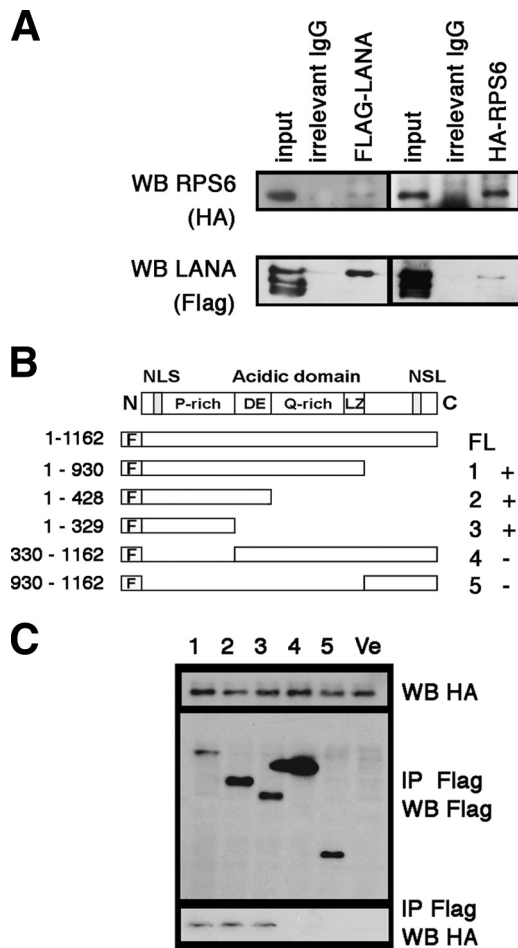 A
input irrelevant IgG FLAG-LANA input irrelevant IgG HA-RPS6
WB RPS6
(HA)
WB LANA
(Flag)
B
NLS Acidic domain NSL
N P-rich DE Q-rich LZ C
1-1162 F FL
1 - 930 F 1 +
1 - 428 F 2 +
1 - 329 F 3 +
330 - 1162 F 4 -
930 - 1162 F 5 -
C
1 2 3 4 5 Ve
WB HA
IP Flag
WB Flag
IP Flag
WB HA